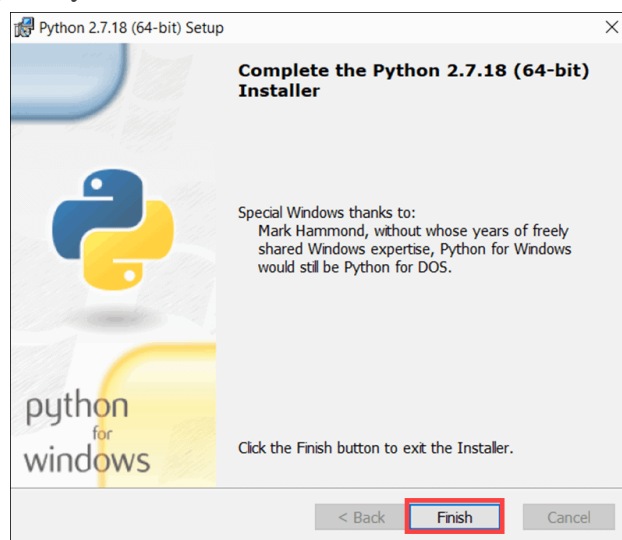 Python 2.7.18 (64-bit) Setup
Complete the Python 2.7.18 (64-bit)
Installer
Special Windows thanks to:
Mark Hammond, without whose years of freely
shared Windows expertise, Python for Windows
would still be Python for DOS.
python
for
windows
Click the Finish button to exit the Installer.
< Back
Finish
Cancel